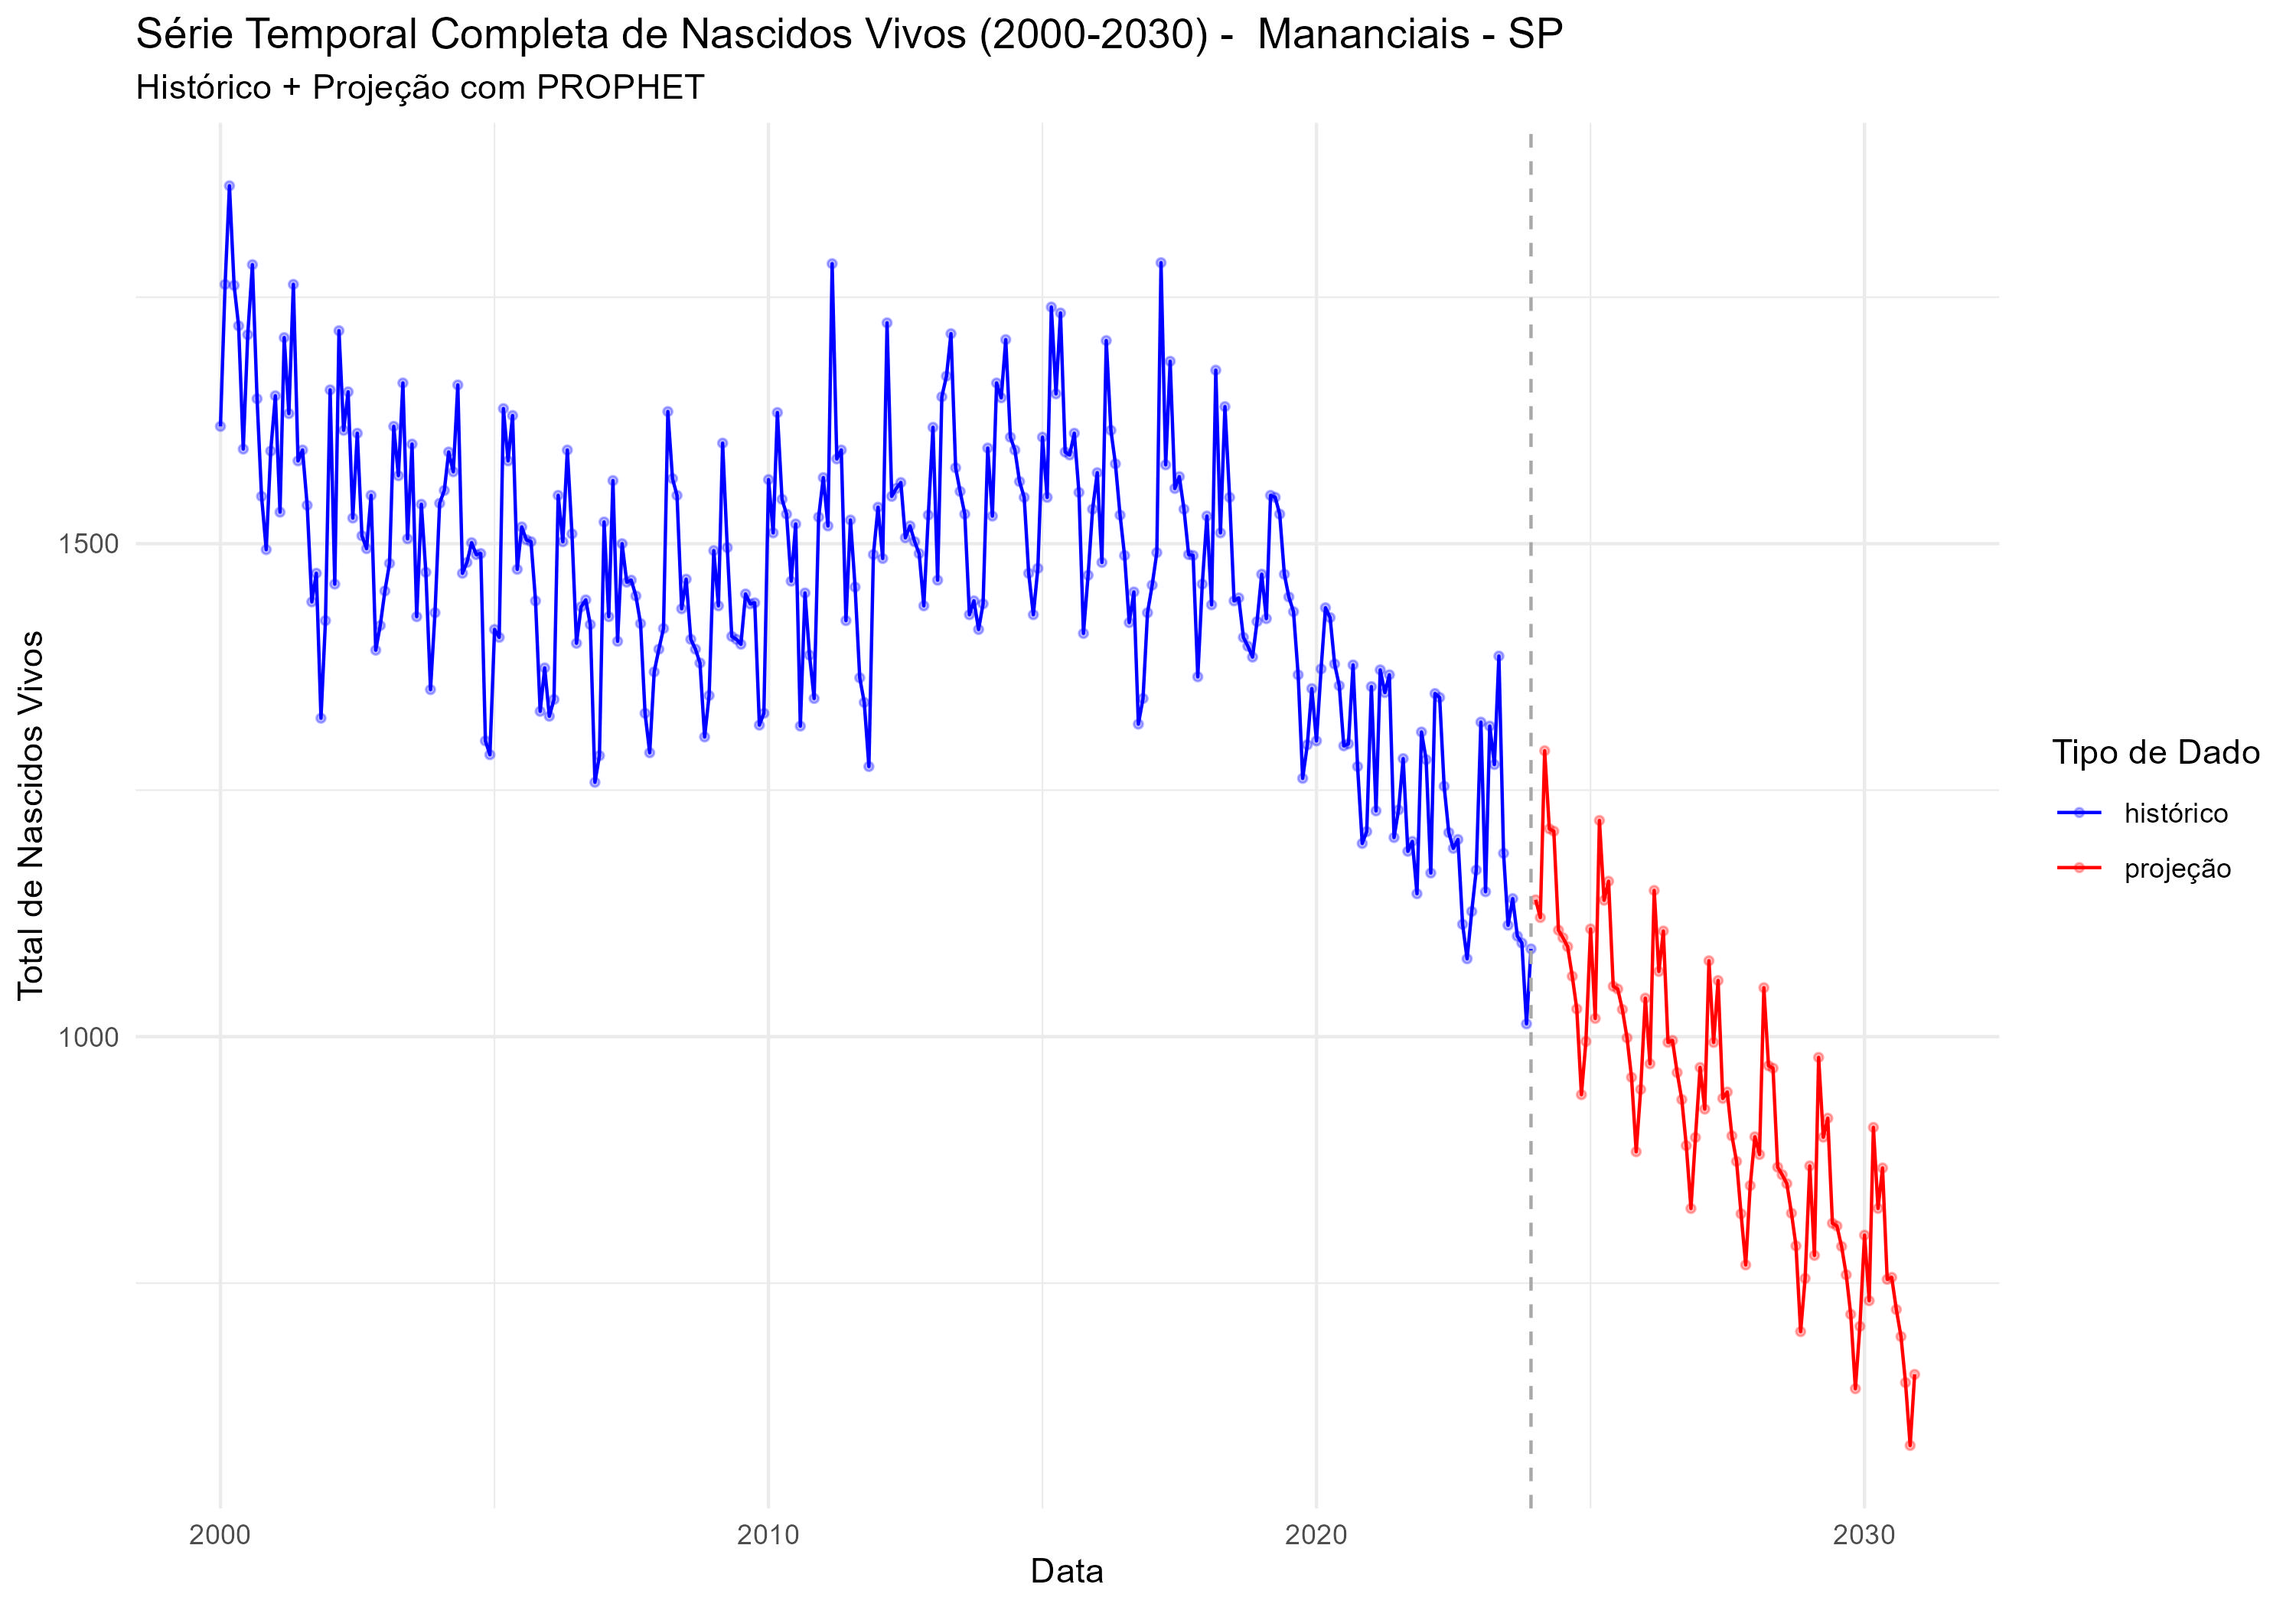 Série Temporal Completa de Nascidos Vivos (2000-2030) -  Mananciais - SP
Histórico + Projeção com PROPHET
Total de Nascidos Vivos
1500
1000
2000
2010
2020
2030
Data
Tipo de Dado
histórico
projeção